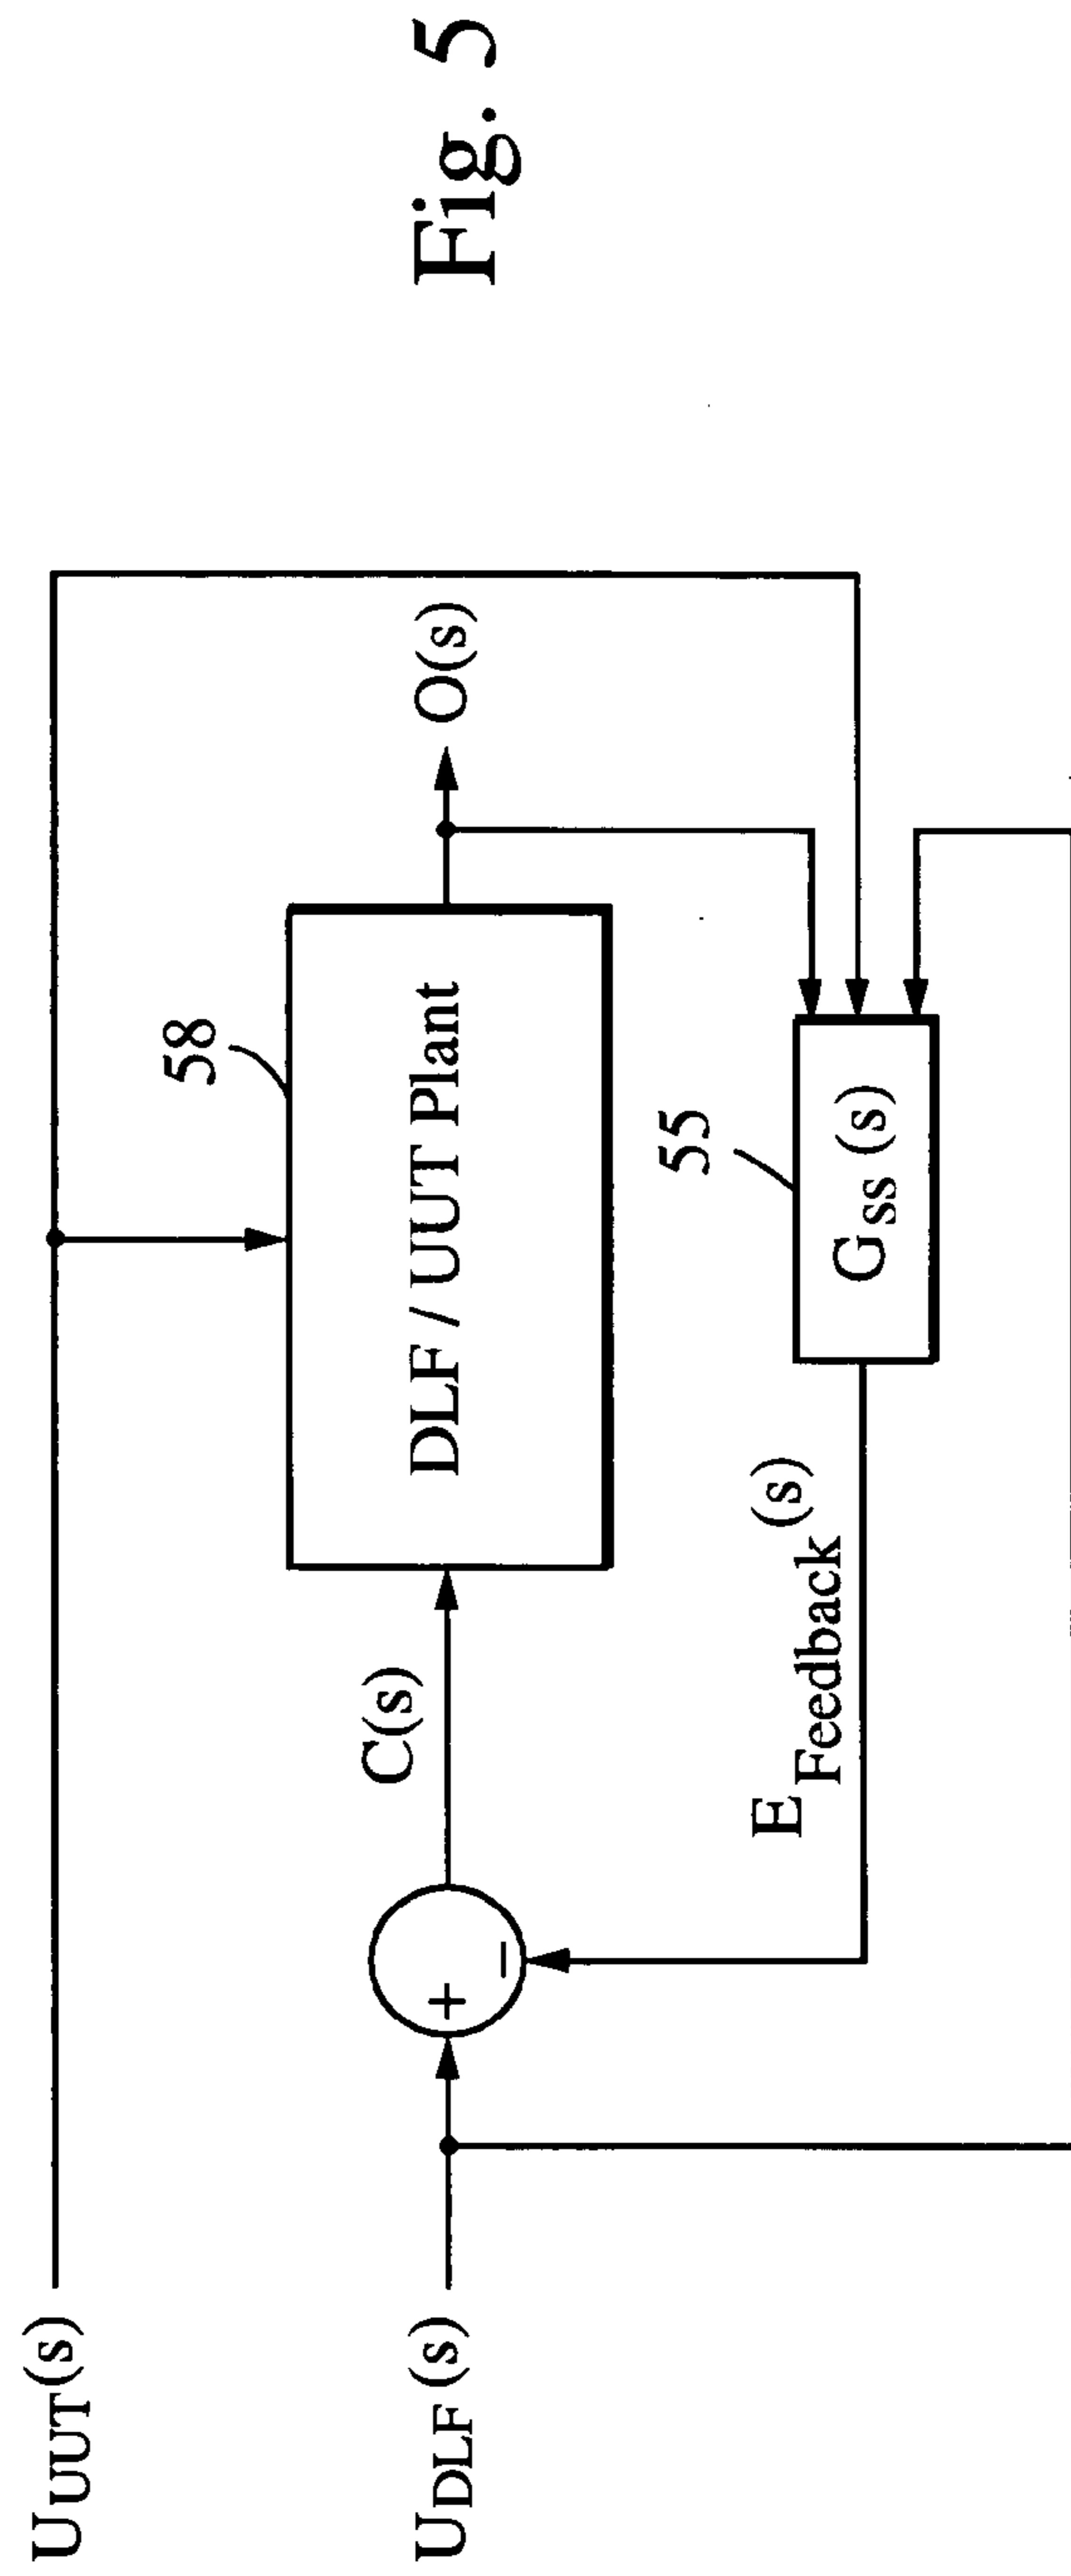 U_UUT(s)
58
U_DLF(s)
+
−
C(s)
DLF / UUT Plant
O(s)
55
E_Feedback(s)
G_SS(s)
Fig. 5